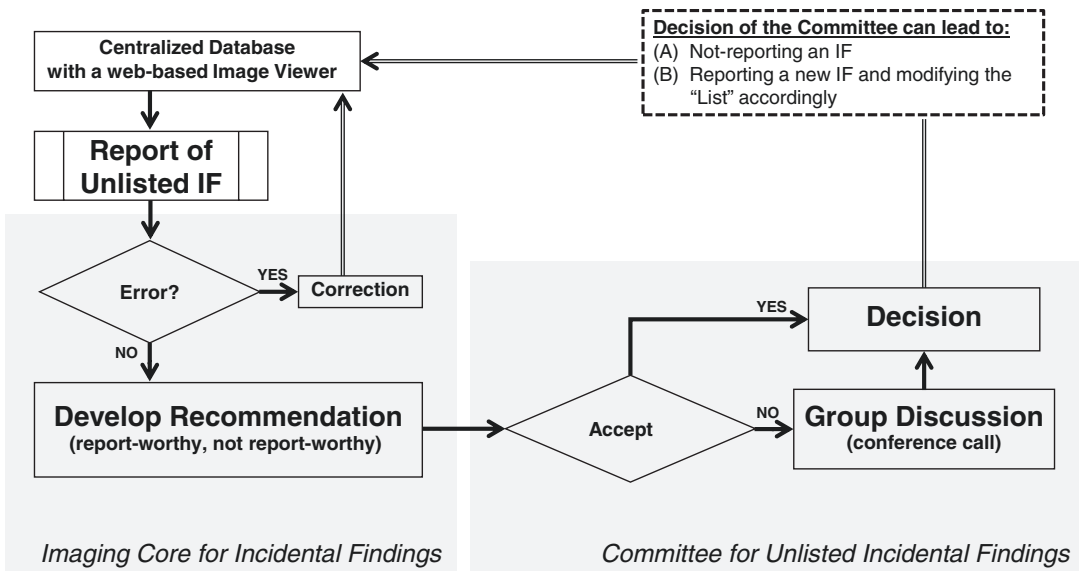 Centralized Database
with a web-based Image Viewer
Decision of the Committee can lead to:
(A) Not-reporting an IF
(B) Reporting a new IF and modifying the
“List” accordingly
Report of
Unlisted IF
Error?
YES
Correction
NO
Develop Recommendation
(report-worthy, not report-worthy)
Accept
YES
Decision
NO
Group Discussion
(conference call)
Imaging Core for Incidental Findings
Committee for Unlisted Incidental Findings